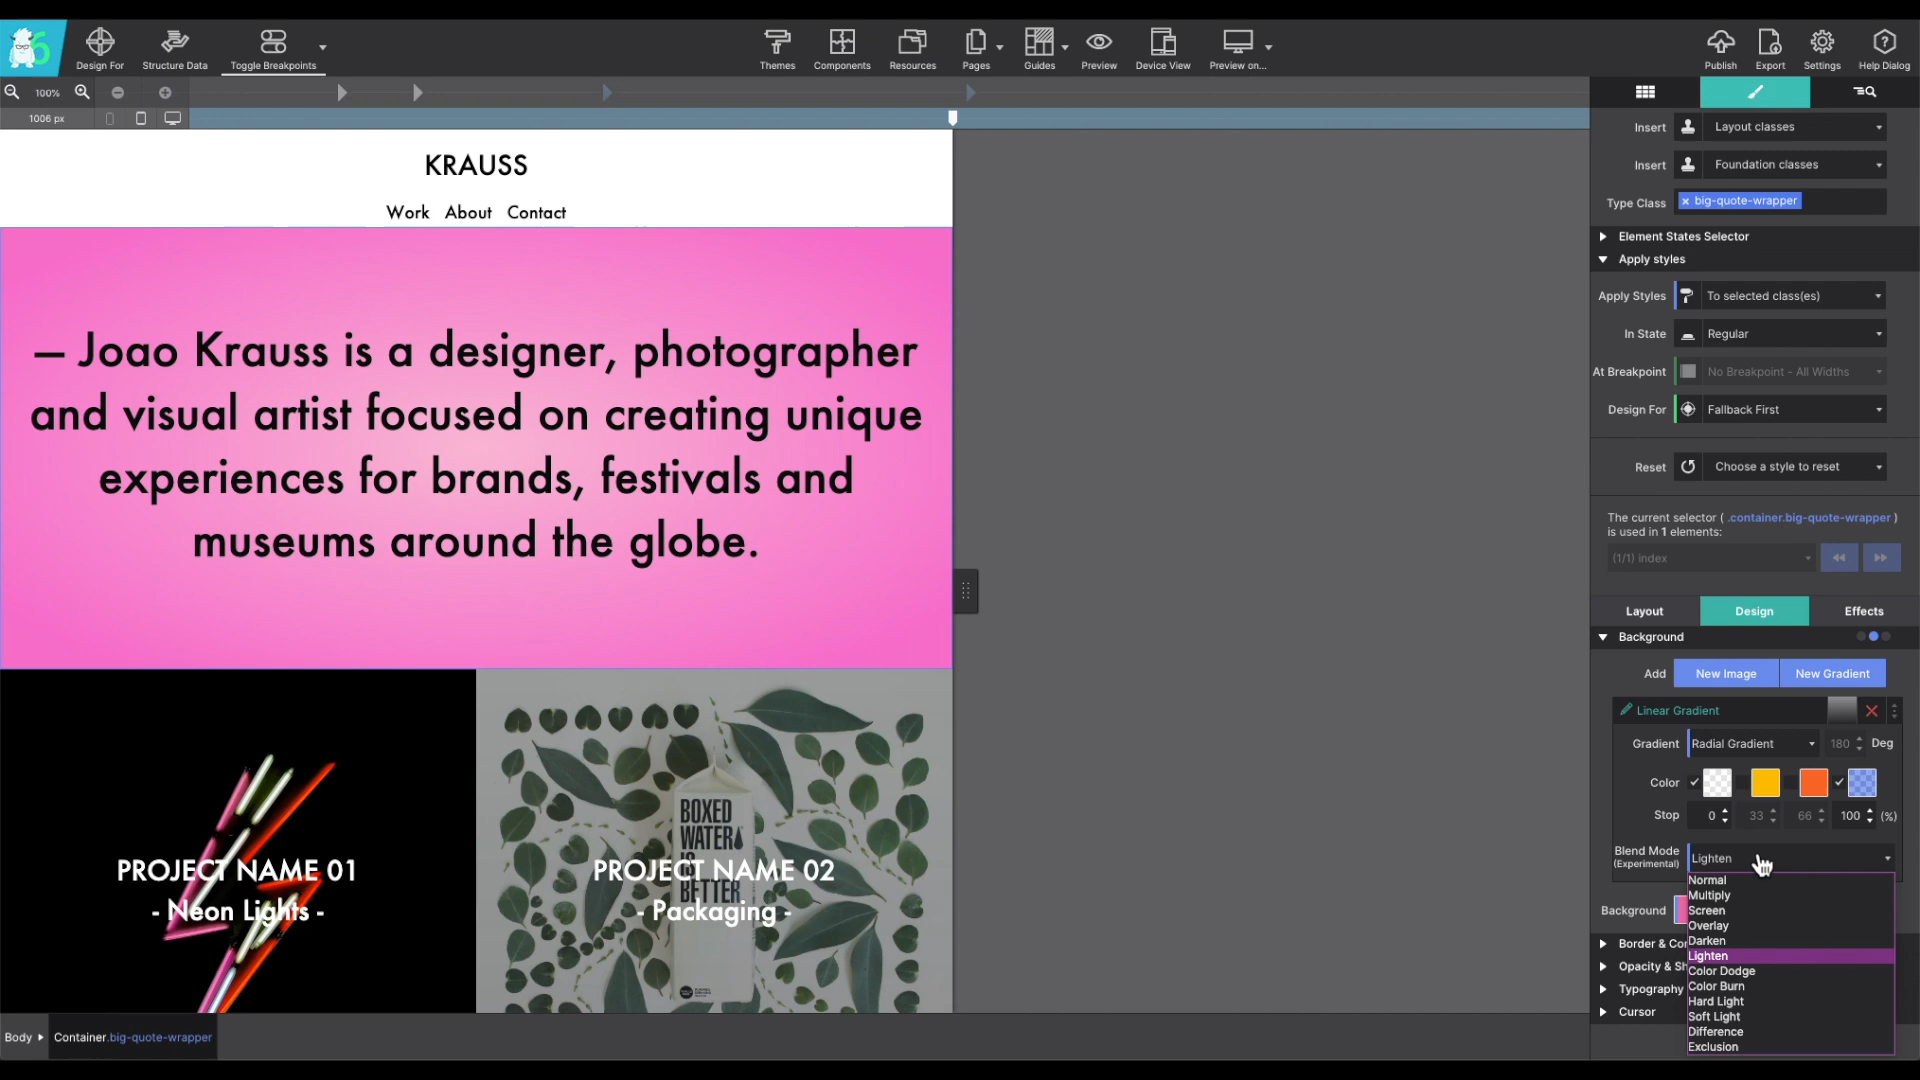 6
Design For
Structure Data
Toggle Breakpoints
Themes
Components
Resources
Pages
Guides
Preview
Device View
Preview on...
Publish
Export
Settings
Help Dialog
100%
1006 px
KRAUSS
Work About Contact
— Joao Krauss is a designer, photographer
and visual artist focused on creating unique
experiences for brands, festivals and
museums around the globe.
PROJECT NAME 01
- Neon Lights -
BOXED
WATER
IS
BETTER
PROJECT NAME 02
- Packaging -
Body
Container.big-quote-wrapper
Insert Layout classes
Insert Foundation classes
Type Class × big-quote-wrapper
Element States Selector
Apply styles
Apply Styles To selected class(es)
In State Regular
At Breakpoint No Breakpoint - All Widths
Design For Fallback First
Reset Choose a style to reset
The current selector ( .container.big-quote-wrapper )
is used in 1 elements:
(1/1) index
Layout Design Effects
Background
Add New Image New Gradient
Linear Gradient
Gradient Radial Gradient 180 Deg
Color
Stop 0 33 66 100 (%)
Blend Mode
(Experimental)
Lighten
Normal
Multiply
Screen
Overlay
Darken
Lighten
Color Dodge
Color Burn
Hard Light
Soft Light
Difference
Exclusion
Background
Border & Co
Opacity & Sh
Typography
Cursor